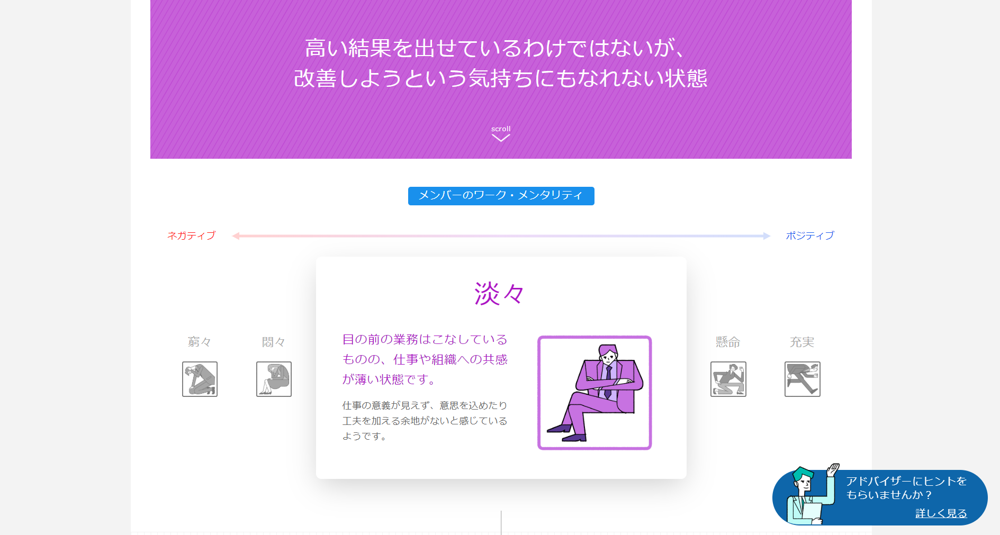 高い結果を出せているわけではないが、
改善しようという気持ちにもなれない状態
scroll
メンバーのワーク・メンタリティ
ネガティブ
ポジティブ
窮々
悶々
淡々
目の前の業務はこなしている
ものの、仕事や組織への共感
が薄い状態です。
仕事の意義が見えず、意思を込めたり
工夫を加える余地がないと感じている
ようです。
懸命
充実
アドバイザーにヒントを
もらいませんか？
詳しく見る